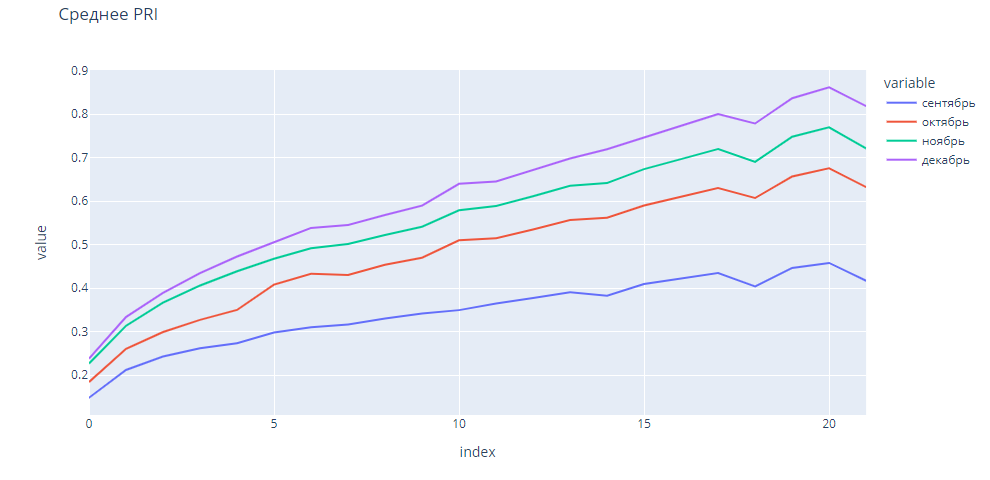 Среднее PRI
0.9
0.8
0.7
0.6
0.5
0.4
0.3
0.2
value
0 5 10 15 20
index
variable
сентябрь
октябрь
ноябрь
декабрь